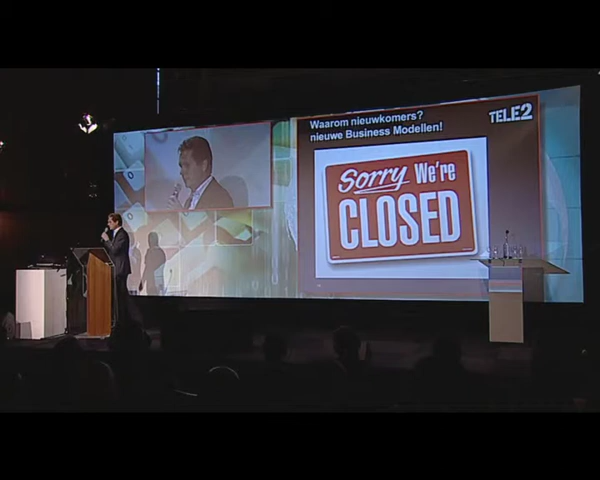 Waarom nieuwkomers?
nieuwe Business Modellen!
TELE2
Sorry We're
CLOSED